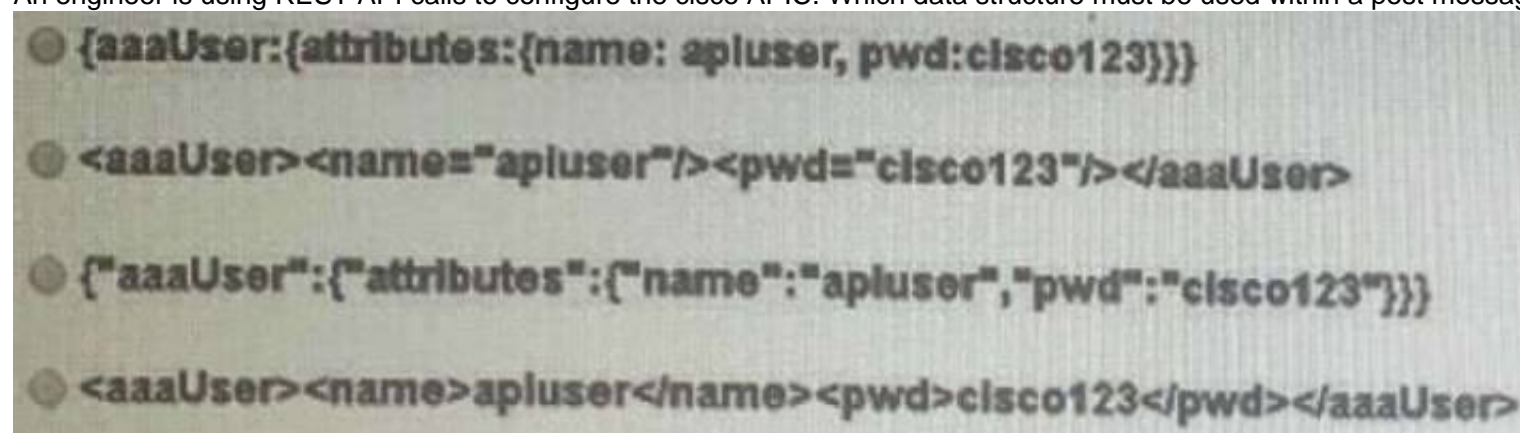 An engineer is using REST API calls to configure the cisco APIC. Which data structure must be used within a post messag
{aaaUser:{attributes:{name: apiuser, pwd:cisco123}}}
<aaaUser><name="apiuser"/><pwd="cisco123"/></aaaUser>
{"aaaUser":{"attributes":{"name":"apiuser","pwd":"cisco123"}}}
<aaaUser><name>apiuser</name><pwd>cisco123</pwd></aaaUser>